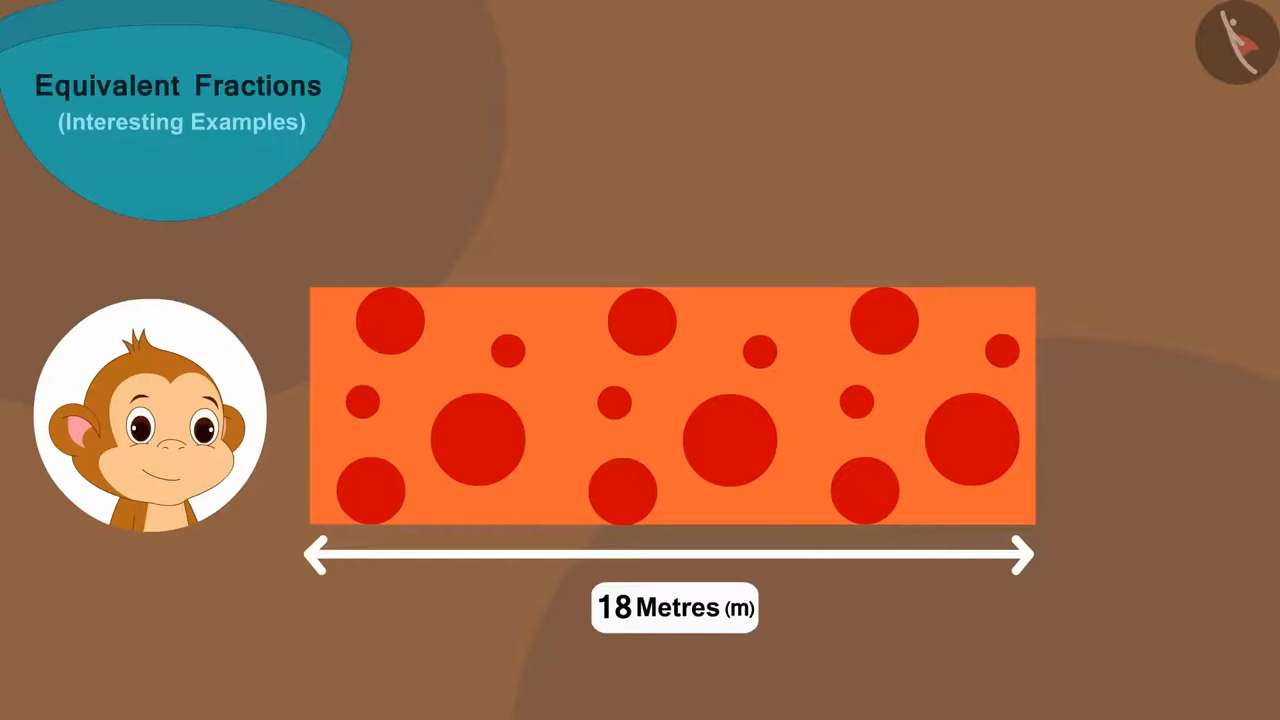 Equivalent Fractions
(Interesting Examples)
18 Metres (m)